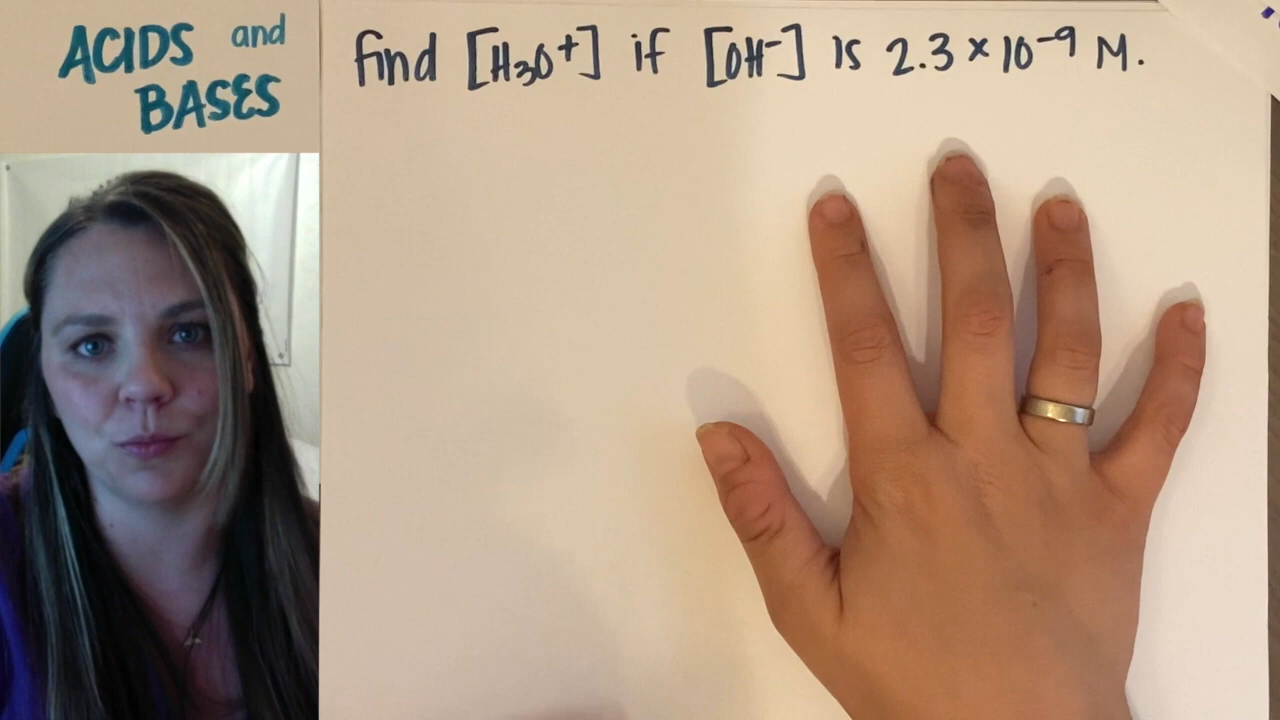 ACIDS and
BASES
find [H₃O⁺] if [OH⁻] is 2.3 × 10⁻⁹ M.